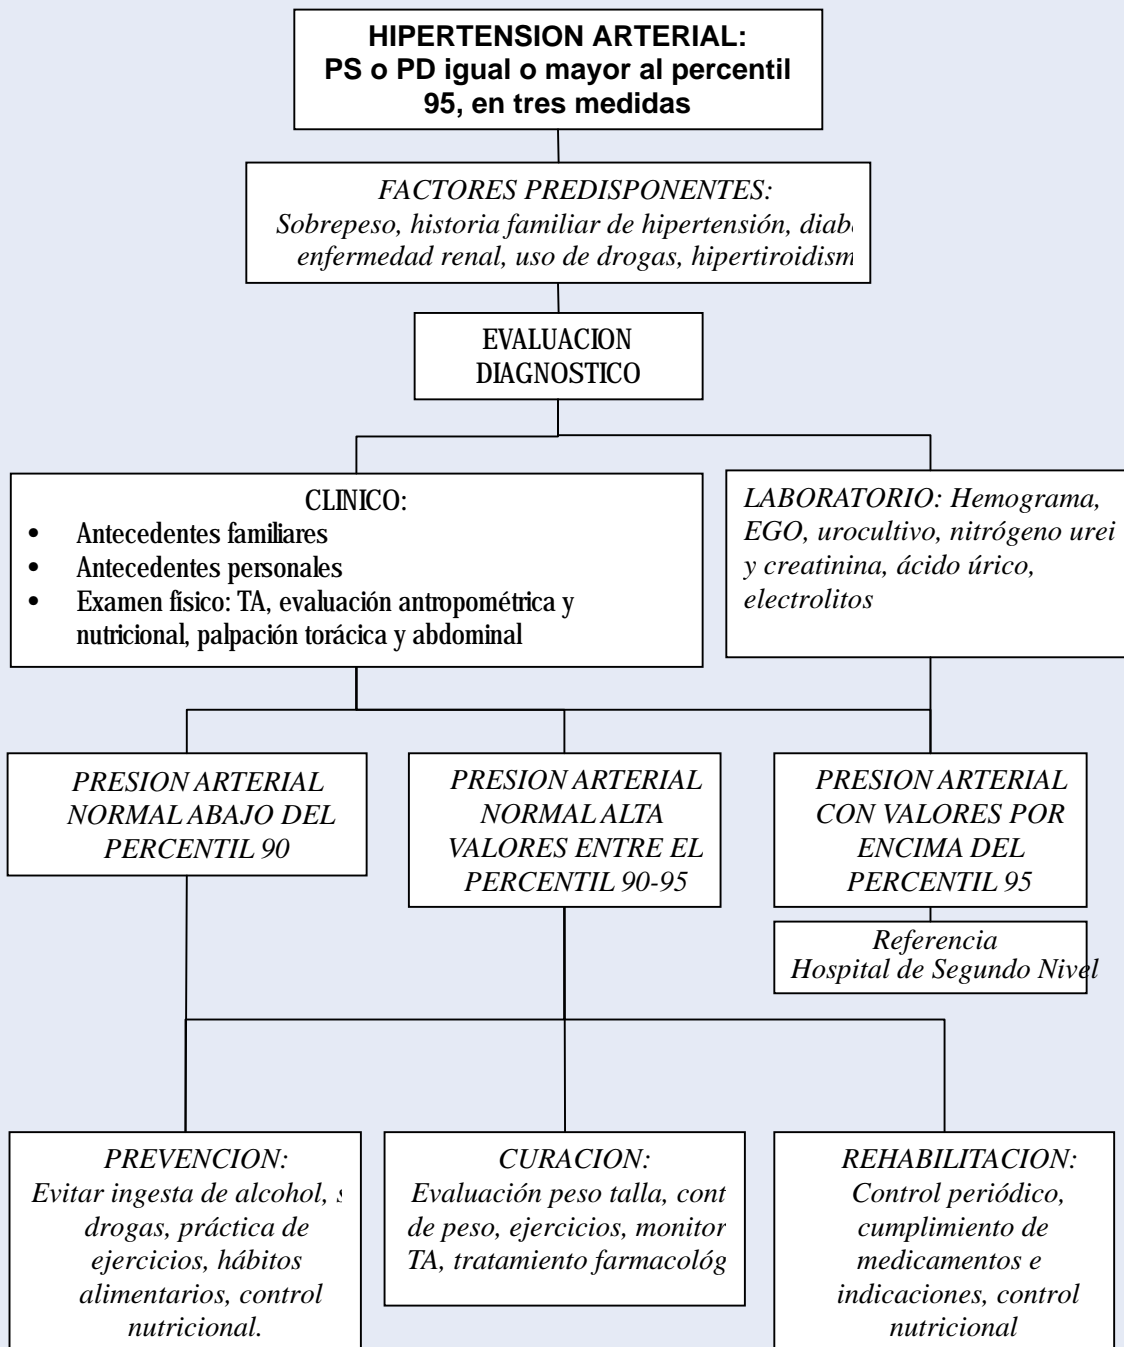 HIPERTENSION ARTERIAL:
PS o PD igual o mayor al percentil
95, en tres medidas
FACTORES PREDISPONENTES:
Sobrepeso, historia familiar de hipertensión,
enfermedad renal, uso de drogas,
EVALUACION
DIAGNOSTICO
CLINICO:
• Antecedentes familiares
• Antecedentes personales
• Examen físico: TA, evaluación antropométrica y
nutricional, palpación torácica y abdominal
LABORATORIO: Hemograma,
EGO, urocultivo, nitrógeno
y creatinina, ácido úrico,
electrolitos
PRESION ARTERIAL
NORMAL ABAJO DEL
PERCENTIL 90
PRESION ARTERIAL
NORMAL ALTA
VALORES ENTRE EL
PERCENTIL 90-95
PRESION ARTERIAL
CON VALORES POR
ENCIMA DEL
PERCENTIL 95
Referencia
Hospital de Segundo Nivel
PREVENCION:
Evitar ingesta de alcohol,
drogas, práctica de
ejercicios, hábitos
alimentarios, control
nutricional.
CURACION:
Evaluación peso talla,
de peso, ejercicios,
TA, tratamiento
REHABILITACION:
Control periódico,
cumplimiento de
medicamentos e
indicaciones, control
nutricional